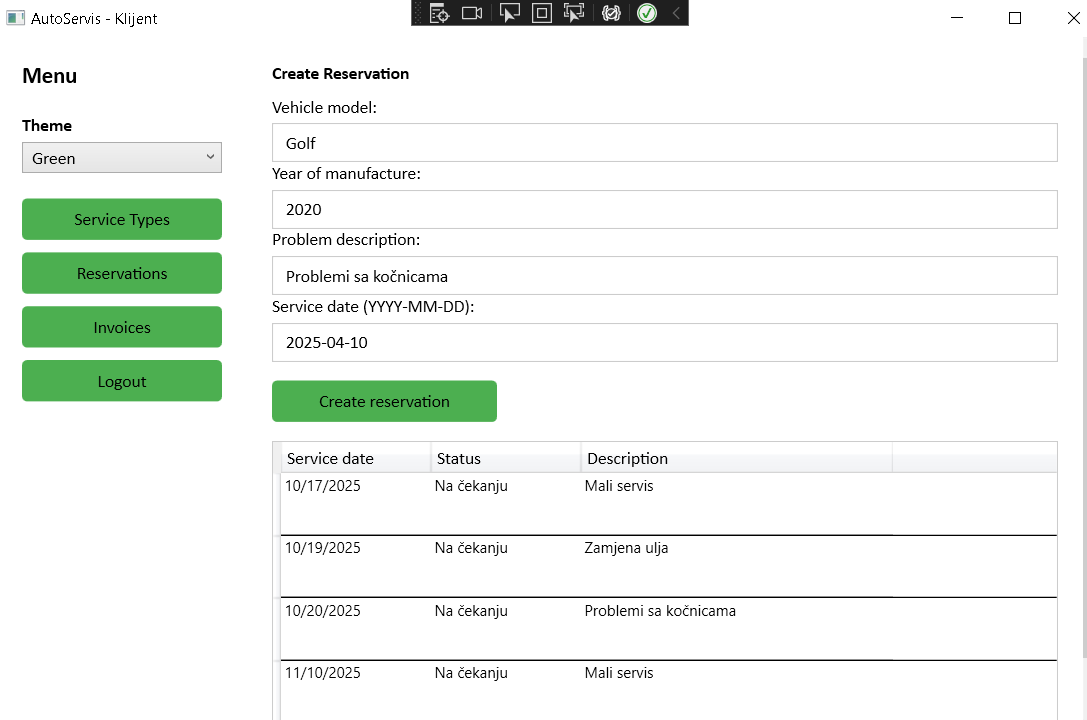 AutoServis - Klijent
Menu
Theme
Green
Service Types
Reservations
Invoices
Logout
Create Reservation
Vehicle model:
Golf
Year of manufacture:
2020
Problem description:
Problemi sa kočnicama
Service date (YYYY-MM-DD):
2025-04-10
Create reservation
Service date Status Description
10/17/2025 Na čekanju Mali servis
10/19/2025 Na čekanju Zamjena ulja
10/20/2025 Na čekanju Problemi sa kočnicama
11/10/2025 Na čekanju Mali servis